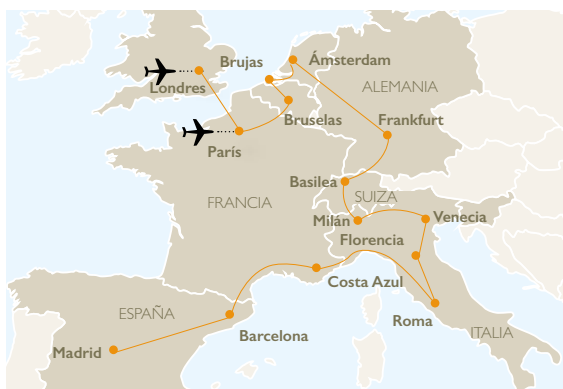 Brujas
Ámsterdam
Londres
ALEMANIA
Bruselas
Frankfurt
París
Basilea
SUIZA
FRANCIA
Milán
Venecia
Florencia
Costa Azul
ESPAÑA
Barcelona
Roma
ITALIA
Madrid